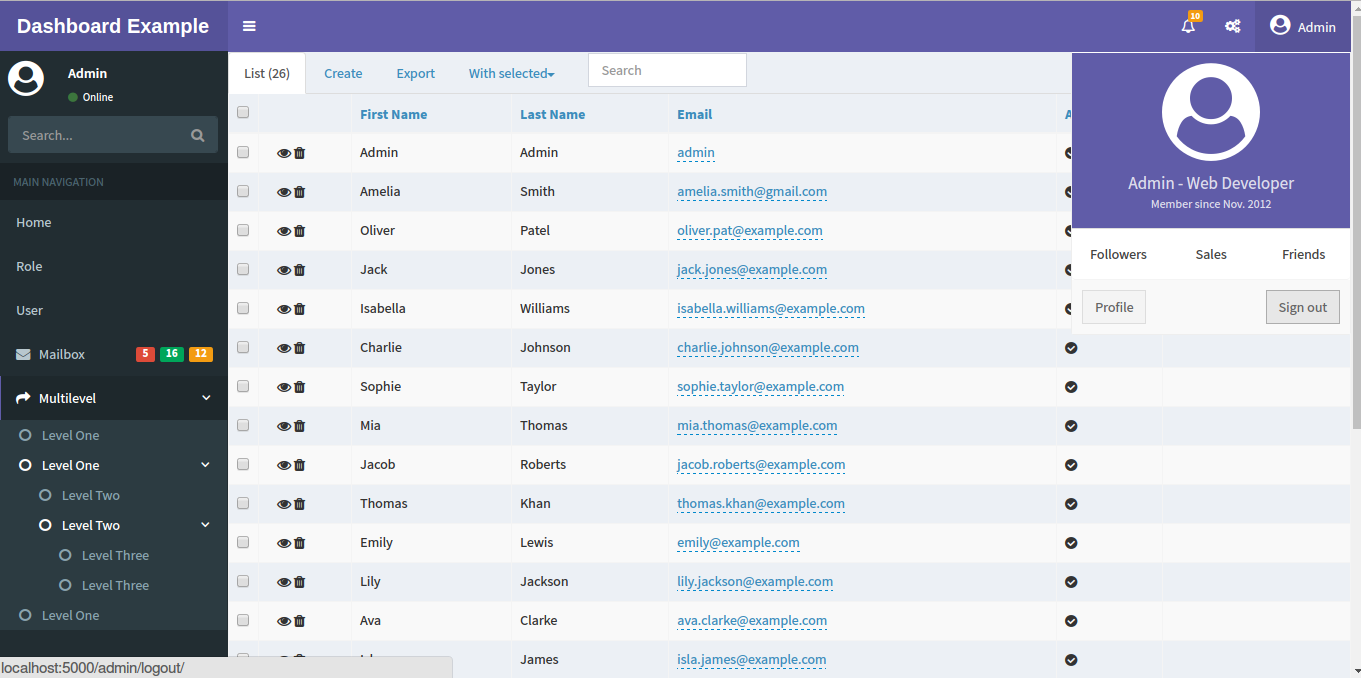 Dashboard Example
10
Admin
Admin
Online
Search...
MAIN NAVIGATION
Home
Role
User
Mailbox 5 16 12
Multilevel
Level One
Level One
Level Two
Level Two
Level Three
Level Three
Level One
localhost:5000/admin/logout/
List (26) Create Export With selected Search
First Name Last Name Email
Admin Admin admin
Amelia Smith amelia.smith@gmail.com
Oliver Patel oliver.pat@example.com
Jack Jones jack.jones@example.com
Isabella Williams isabella.williams@example.com
Charlie Johnson charlie.johnson@example.com
Sophie Taylor sophie.taylor@example.com
Mia Thomas mia.thomas@example.com
Jacob Roberts jacob.roberts@example.com
Thomas Khan thomas.khan@example.com
Emily Lewis emily@example.com
Lily Jackson lily.jackson@example.com
Ava Clarke ava.clarke@example.com
James isla.james@example.com
Admin - Web Developer
Member since Nov. 2012
Followers Sales Friends
Profile Sign out